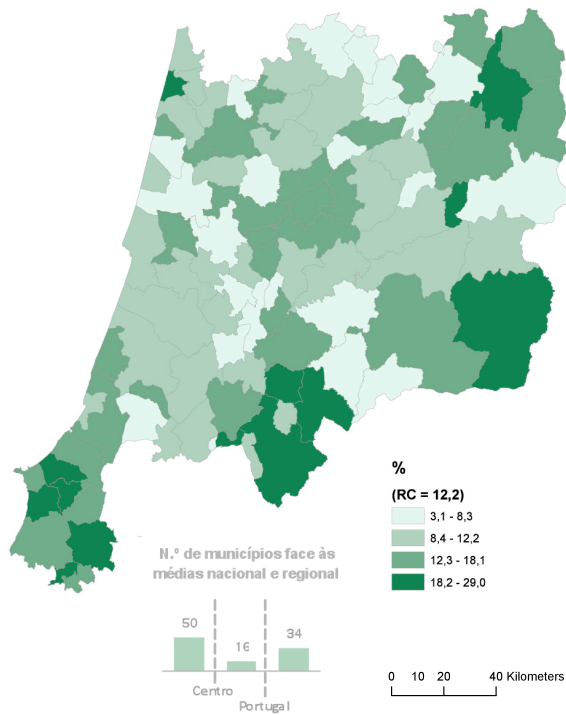 %
(RC = 12,2)
3,1 - 8,3
8,4 - 12,2
12,3 - 18,1
18,2 - 29,0
N.º de municípios face às
médias nacional e regional
50
16
34
Centro
Portugal
0 10 20 40 Kilometers